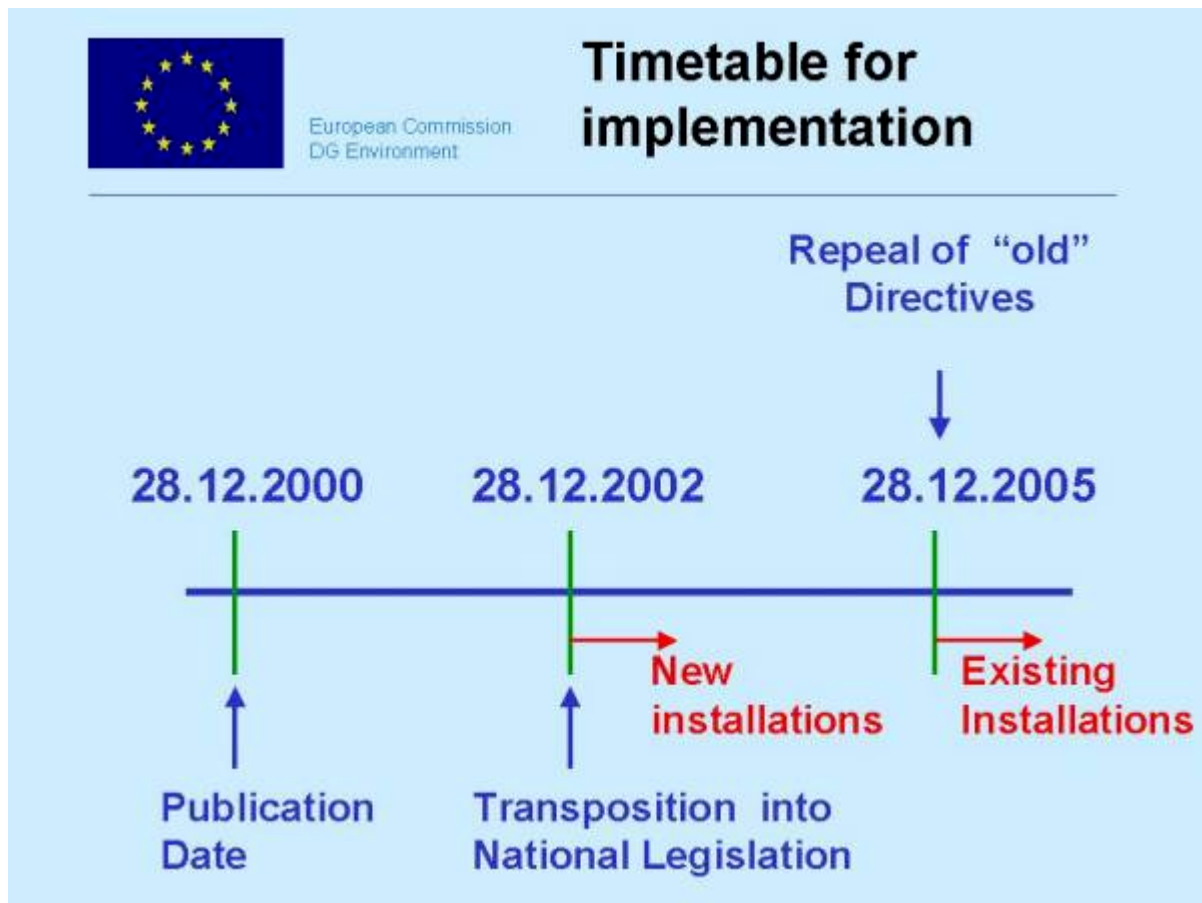 European Commission
DG Environment
Timetable for
implementation
Repeal of “old”
Directives
28.12.2000
28.12.2002
28.12.2005
New
installations
Existing
Installations
Publication
Date
Transposition into
National Legislation